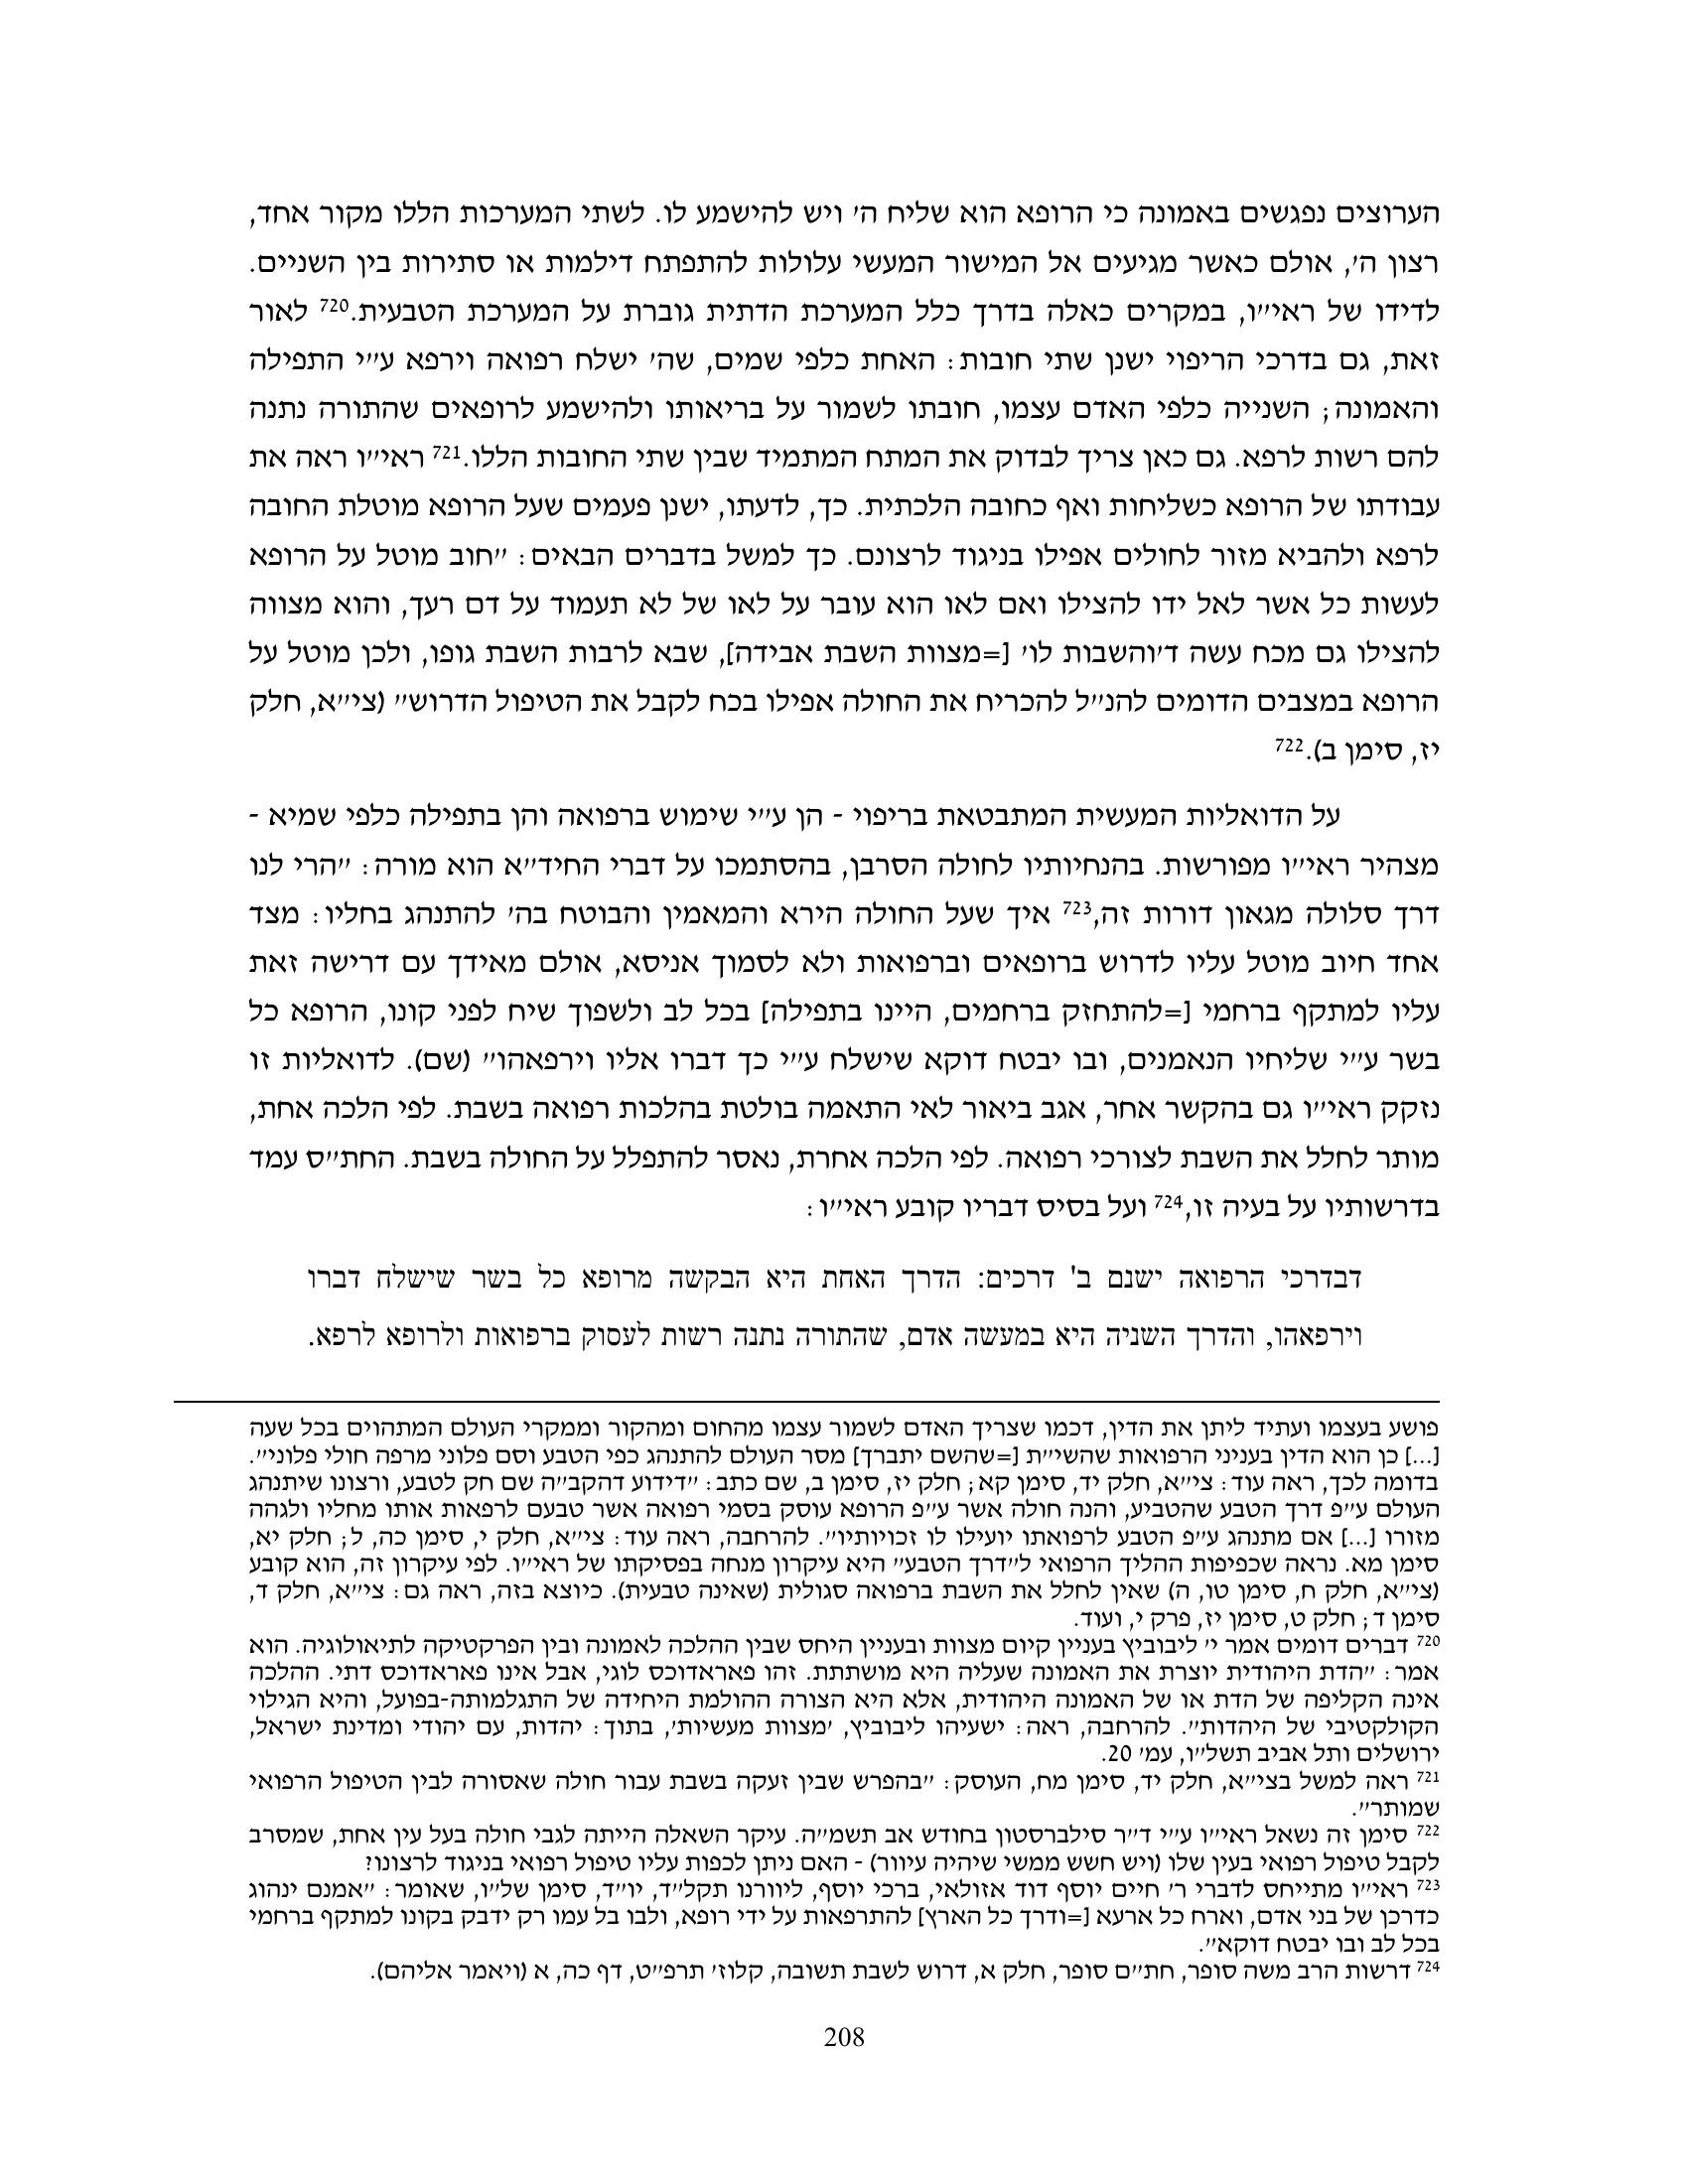 הערוצים נפגשים באמונה כי הרופא הוא שליח ה' ויש להישמע לו. לשתי המערכות הללו מקור אחד,
רצון ה', אולם כאשר מגיעים אל המישור המעשי עלולות להתפתח דילמות או סתירות בין השניים.
לדידו של ראי"ו, במקרים כאלה בדרך כלל המערכת הדתית גוברת על המערכת הטבעית.720 לאור
זאת, גם בדרכי הריפוי ישנן שתי חובות: האחת כלפי שמים, שה' ישלח רפואה וירפא ע"י התפילה
והאמונה; השנייה כלפי האדם עצמו, חובתו לשמור על בריאותו ולהישמע לרופאים שהתורה נתנה
להם רשות לרפא. גם כאן צריך לבדוק את המתח המתמיד שבין שתי החובות הללו.721 ראי"ו ראה את
עבודתו של הרופא כשליחות ואף כחובה הלכתית. כך, לדעתו, ישנן פעמים שעל הרופא מוטלת החובה
לרפא ולהביא מזור לחולים אפילו בניגוד לרצונם. כך למשל בדברים הבאים: "חוב מוטל על הרופא
לעשות כל אשר לאל ידו להצילו ואם לאו הוא עובר על לאו של לא תעמוד על דם רעך, והוא מצווה
להצילו גם מכח עשה ד'והשבות לו' [=מצוות השבת אבידה], שבא לרבות השבת גופו, ולכן מוטל על
הרופא במצבים הדומים להנ"ל להכריח את החולה אפילו בכח לקבל את הטיפול הדרוש" (צי"א, חלק
יז, סימן ב).722
על הדואליות המעשית המתבטאת בריפוי - הן ע"י שימוש ברפואה והן בתפילה כלפי שמיא -
מצהיר ראי"ו מפורשות. בהנחיותיו לחולה הסרבן, בהסתמכו על דברי החיד"א הוא מורה: "הרי לנו
דרך סלולה מגאון דורות זה,723 איך שעל החולה הירא והמאמין והבוטח בה' להתנהג בחליו: מצד
אחד חיוב מוטל עליו לדרוש ברופאים וברפואות ולא לסמוך אניסא, אולם מאידך עם דרישה זאת
עליו למתקף ברחמי [=להתחזק ברחמים, היינו בתפילה] בכל לב ולשפוך שיח לפני קונו, הרופא כל
בשר ע"י שליחיו הנאמנים, ובו יבטח דוקא שישלח ע"י כך דברו אליו וירפאהו" (שם). לדואליות זו
נזקק ראי"ו גם בהקשר אחר, אגב ביאור לאי התאמה בולטת בהלכות רפואה בשבת. לפי הלכה אחת,
מותר לחלל את השבת לצורכי רפואה. לפי הלכה אחרת, נאסר להתפלל על החולה בשבת. החת"ס עמד
בדרשותיו על בעיה זו,724 ועל בסיס דבריו קובע ראי"ו:
דבדרכי הרפואה ישנם ב' דרכים: הדרך האחת היא הבקשה מרופא כל בשר שישלח דברו
וירפאהו, והדרך השניה היא במעשה אדם, שהתורה נתנה רשות לעסוק ברפואות ולרופא לרפא.
פושע בעצמו ועתיד ליתן את הדין, דכמו שצריך האדם לשמור עצמו מהחום ומהקור וממקרי העולם המתהוים בכל שעה
[...] כן הוא הדין בעניני הרפואות שהשי"ת [=שהשם יתברך] מסר העולם להתנהג כפי הטבע וסם פלוני מרפה חולי פלוני".
בדומה לכך, ראה עוד: צי"א, חלק יד, סימן קא; חלק יז, סימן ב, שם כתב: "דידוע דהקב"ה שם חק לטבע, ורצונו שיתנהג
העולם ע"פ דרך הטבע שהטביע, והנה חולה אשר ע"פ הרופא עוסק בסמי רפואה אשר טבעם לרפאות אותו מחליו ולגהה
מזורו [...] אם מתנהג ע"פ הטבע לרפואתו יועילו לו זכויותיו". להרחבה, ראה עוד: צי"א, חלק י, סימן כה, ל; חלק יא,
סימן מא. נראה שכפיפות ההליך הרפואי ל"דרך הטבע" היא עיקרון מנחה בפסיקתו של ראי"ו. לפי עיקרון זה, הוא קובע
(צי"א, חלק ח, סימן טו, ה) שאין לחלל את השבת ברפואה סגולית (שאינה טבעית). כיוצא בזה, ראה גם: צי"א, חלק ד,
סימן ד; חלק ט, סימן יז, פרק י, ועוד.
720 דברים דומים אמר י' ליבוביץ בעניין קיום מצוות ובעניין היחס שבין ההלכה לאמונה ובין הפרקטיקה לתיאולוגיה. הוא
אמר: "הדת היהודית יוצרת את האמונה שעליה היא מושתתת. זהו פאראדוכס לוגי, אבל אינו פאראדוכס דתי. ההלכה
אינה הקליפה של הדת או של האמונה היהודית, אלא היא הצורה ההולמת היחידה של התגלמותה-בפועל, והיא הגילוי
הקולקטיבי של היהדות". להרחבה, ראה: ישעיהו ליבוביץ, 'מצוות מעשיות', בתוך: יהדות, עם יהודי ומדינת ישראל,
ירושלים ותל אביב תשל"ו, עמ' 20.
721 ראה למשל בצי"א, חלק יד, סימן מח, העוסק: "בהפרש שבין זעקה בשבת עבור חולה שאסורה לבין הטיפול הרפואי
שמותר".
722 סימן זה נשאל ראי"ו ע"י ד"ר סילברסטון בחודש אב תשמ"ה. עיקר השאלה הייתה לגבי חולה בעל עין אחת, שמסרב
לקבל טיפול רפואי בעין שלו (ויש חשש ממשי שיהיה עיוור) - האם ניתן לכפות עליו טיפול רפואי בניגוד לרצונו?
723 ראי"ו מתייחס לדברי ר' חיים יוסף דוד אזולאי, ברכי יוסף, ליוורנו תקל"ד, יו"ד, סימן של"ו, שאומר: "אמנם ינהוג
כדרכן של בני אדם, וארח כל ארעא [=ודרך כל הארץ] להתרפאות על ידי רופא, ולבו בל עמו רק ידבק בקונו למתקף ברחמי
בכל לב ובו יבטח דוקא".
724 דרשות הרב משה סופר, חת"ם סופר, חלק א, דרוש לשבת תשובה, קלוז' תרפ"ט, דף כה, א (ויאמר אליהם).
208